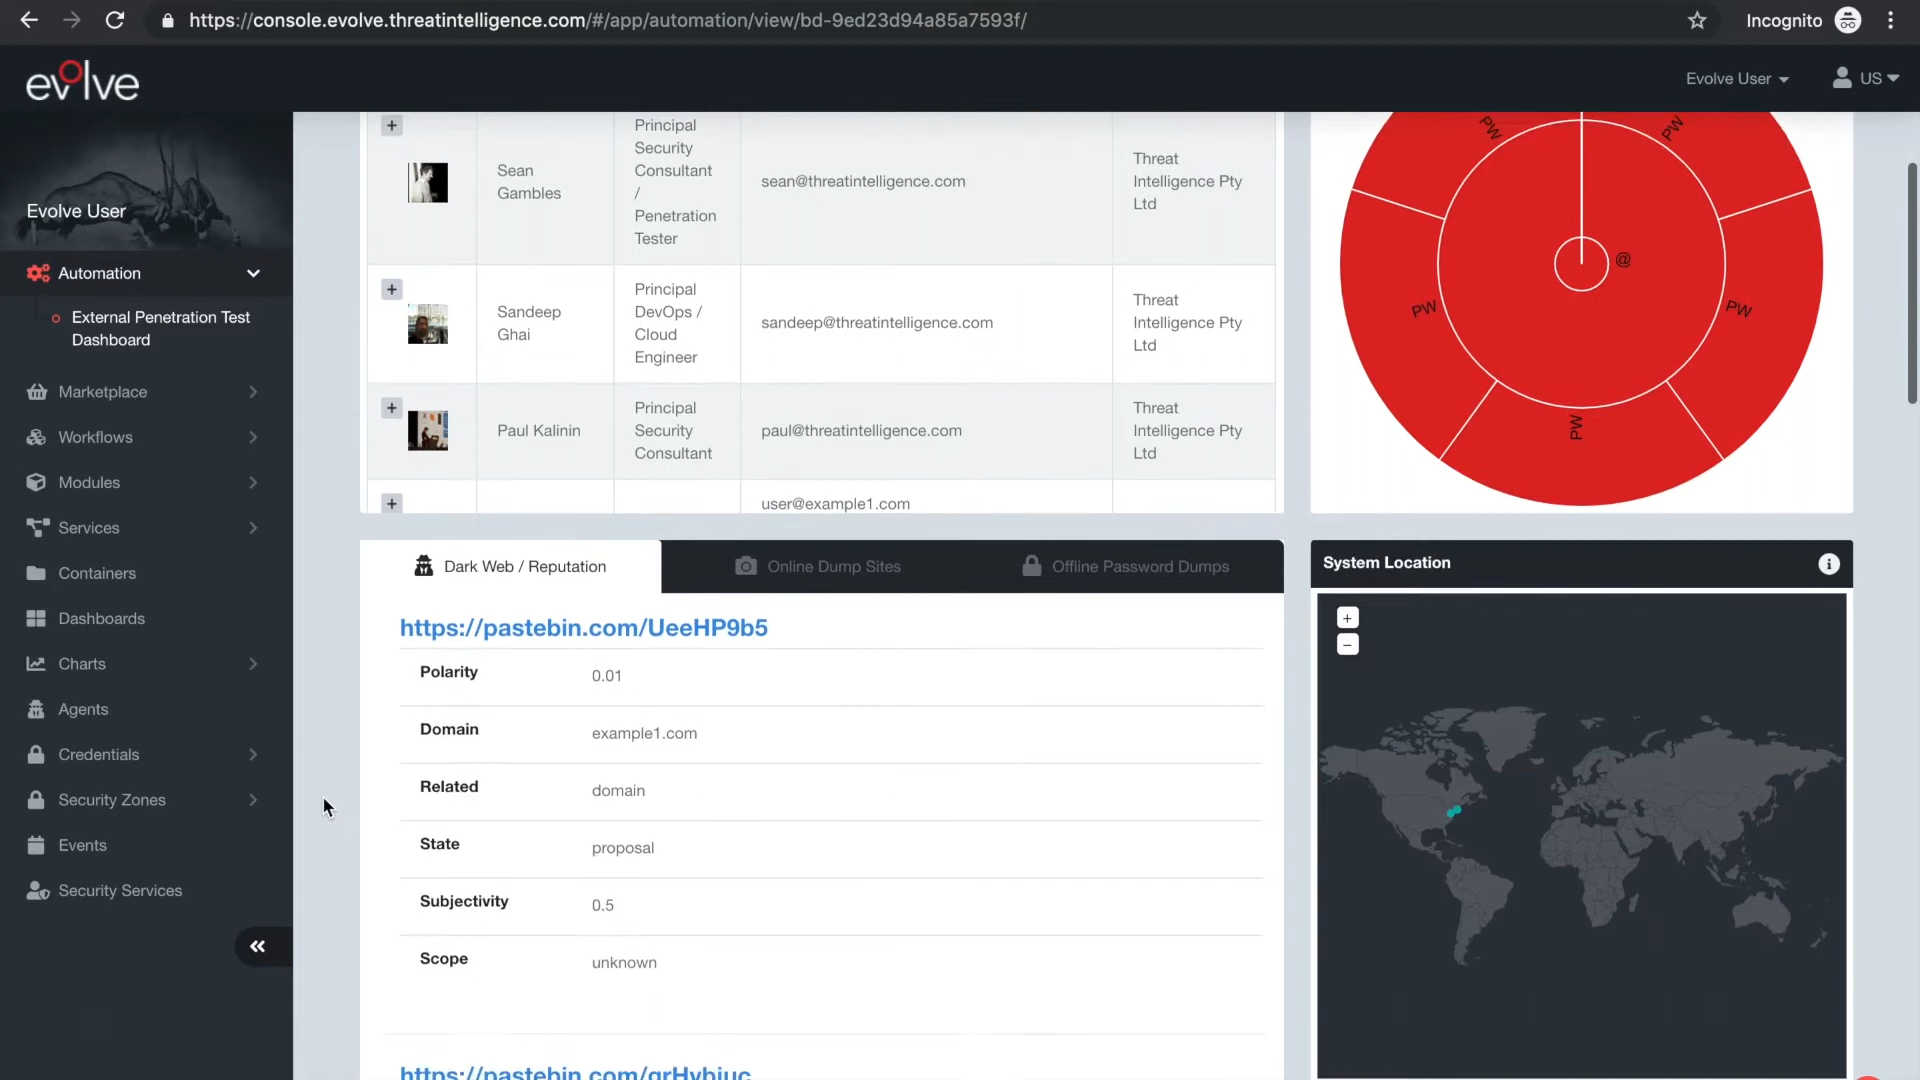 https://console.evolve.threatintelligence.com/#/app/automation/view/bd-9ed23d94a85a7593f/
Incognito
evolve
Evolve User
US
Evolve User
Automation
External Penetration Test
Dashboard
Marketplace
Workflows
Modules
Services
Containers
Dashboards
Charts
Agents
Credentials
Security Zones
Events
Security Services
+
Sean
Gambles
Principal
Security
Consultant
/
Penetration
Tester
sean@threatintelligence.com
Threat
Intelligence Pty
Ltd
+
Sandeep
Ghai
Principal
DevOps /
Cloud
Engineer
sandeep@threatintelligence.com
Threat
Intelligence Pty
Ltd
+
Paul Kalinin
Principal
Security
Consultant
paul@threatintelligence.com
Threat
Intelligence Pty
Ltd
+
user@example1.com
PW
PW
@
PW
PW
PW
Dark Web / Reputation
Online Dump Sites
Offline Password Dumps
https://pastebin.com/UeeHP9b5
Polarity 0.01
Domain example1.com
Related domain
State proposal
Subjectivity 0.5
Scope unknown
https://pastebin.com/grHybiuc
System Location
+
−